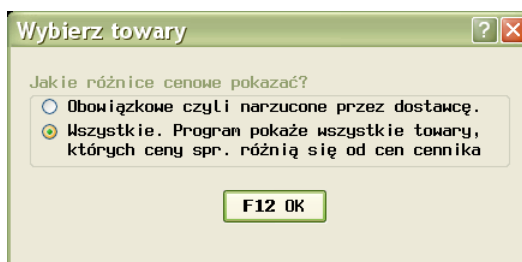 Wybierz towary
Jakie różnice cenowe pokazać?
Obowiązkowe czyli narzucone przez dostawcę.
Wszystkie. Program pokaże wszystkie towary,
których ceny spr. różnią się od cen cennika
F12 OK